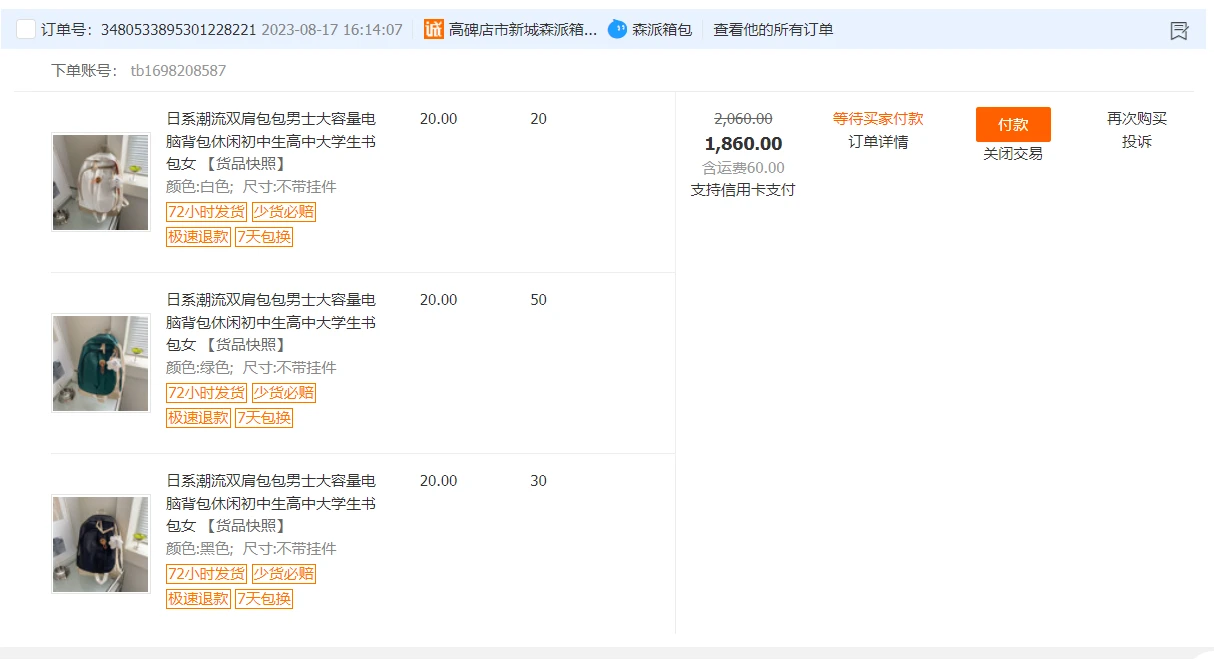 订单号：3480533895301228221 2023-08-17 16:14:07 诚 高碑店市新城森派箱... 森派箱包 查看他的所有订单
下单账号： tb1698208587
日系潮流双肩包包男士大容量电 20.00 20 2,060.00 等待买家付款 付款 再次购买
脑背包休闲初中生高中大学生书 1,860.00 订单详情 关闭交易 投诉
包女 【货品快照】 含运费60.00
颜色:白色; 尺寸:不带挂件 支持信用卡支付
72小时发货 少货必赔
极速退款 7天包换
日系潮流双肩包包男士大容量电 20.00 50
脑背包休闲初中生高中大学生书
包女 【货品快照】
颜色:绿色; 尺寸:不带挂件
72小时发货 少货必赔
极速退款 7天包换
日系潮流双肩包包男士大容量电 20.00 30
脑背包休闲初中生高中大学生书
包女 【货品快照】
颜色:黑色; 尺寸:不带挂件
72小时发货 少货必赔
极速退款 7天包换